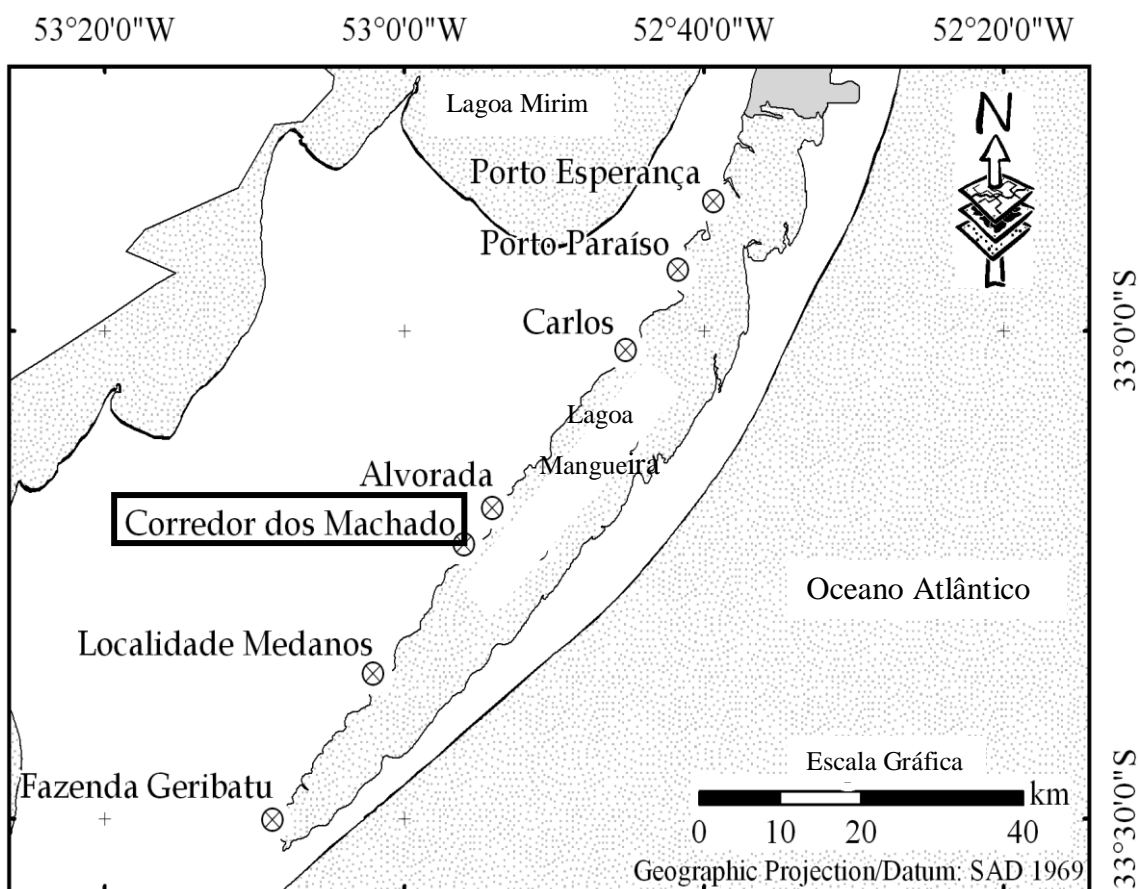 53°20'0"W
53°0'0"W
52°40'0"W
52°20'0"W
Lagoa Mirim
N
Porto Esperança
Porto Paraíso
Carlos
33°0'0"S
Lagoa
Mangueira
Alvorada
Corredor dos Machado
Oceano Atlântico
Localidade Medanos
Escala Gráfica
Fazenda Geribatu
km
0 10 20 40
33°30'0"S
Geographic Projection/Datum: SAD 1969